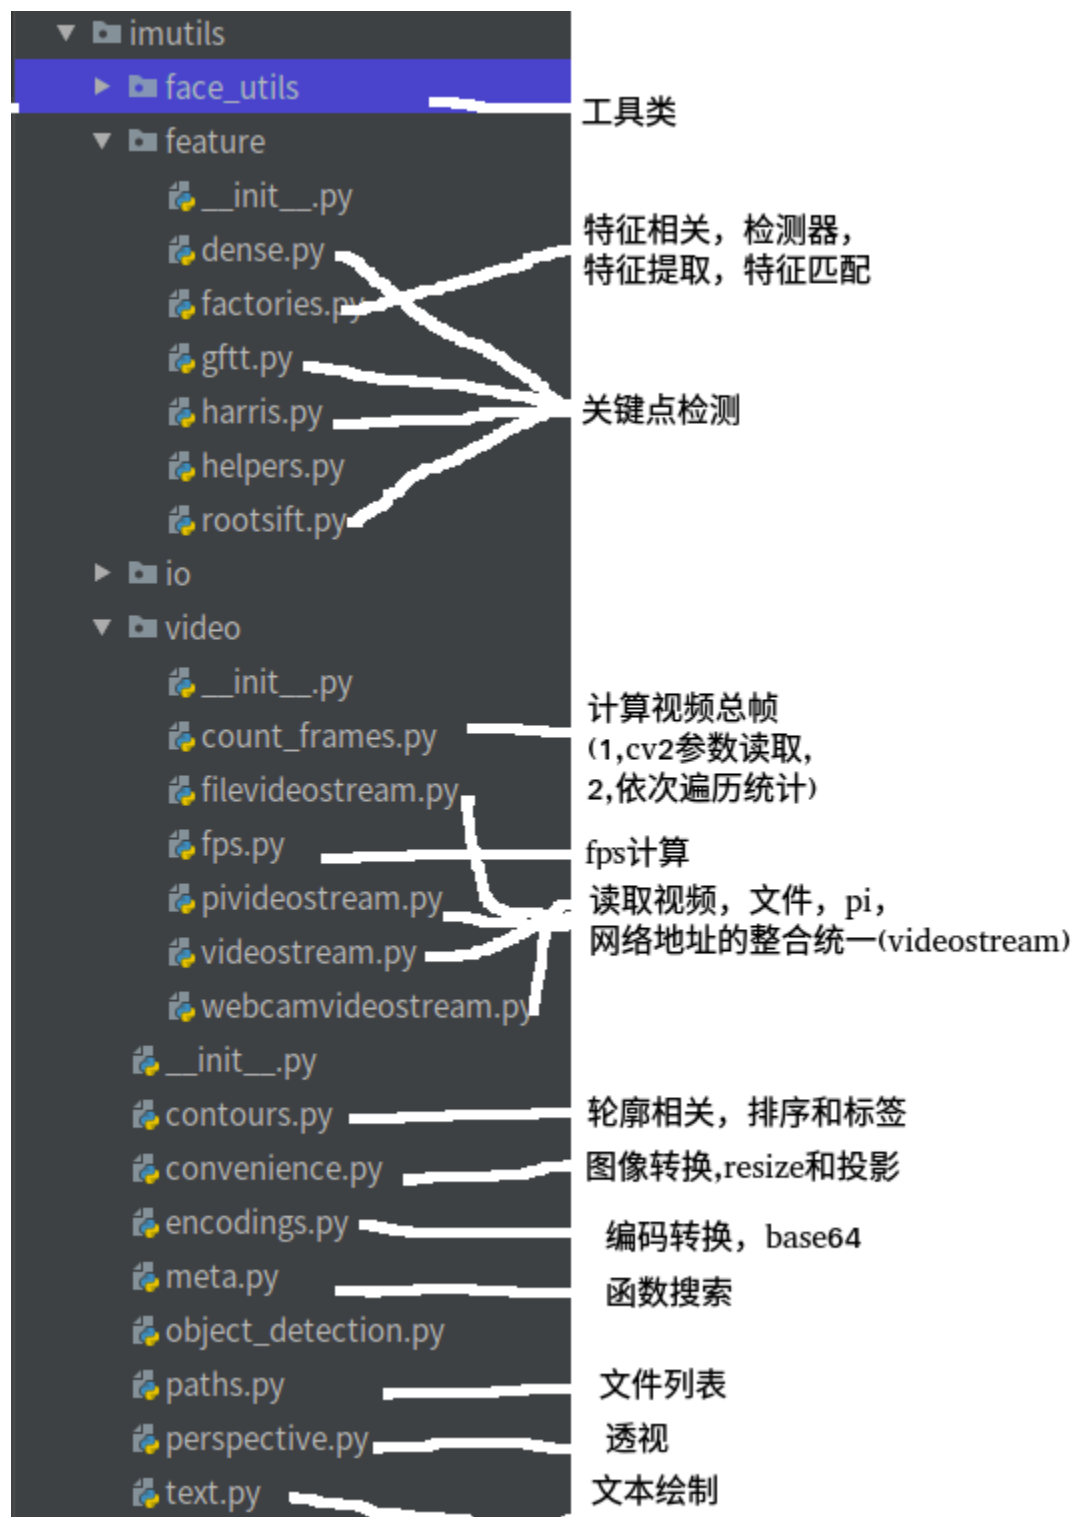 imutils
face_utils
工具类
feature
__init__.py
特征相关，检测器，
dense.py
特征提取，特征匹配
factories.py
gftt.py
harris.py
关键点检测
helpers.py
rootsift.py
io
video
__init__.py
计算视频总帧
count_frames.py
(1,cv2参数读取,
filevideostream.py
2,依次遍历统计)
fps.py
fps计算
pivideostream.py
读取视频，文件，pi，
videostream.py
网络地址的整合统一(videostream)
webcamvideostream.py
__init__.py
contours.py
轮廓相关，排序和标签
convenience.py
图像转换,resize和投影
encodings.py
编码转换，base64
meta.py
函数搜索
object_detection.py
paths.py
文件列表
perspective.py
透视
text.py
文本绘制